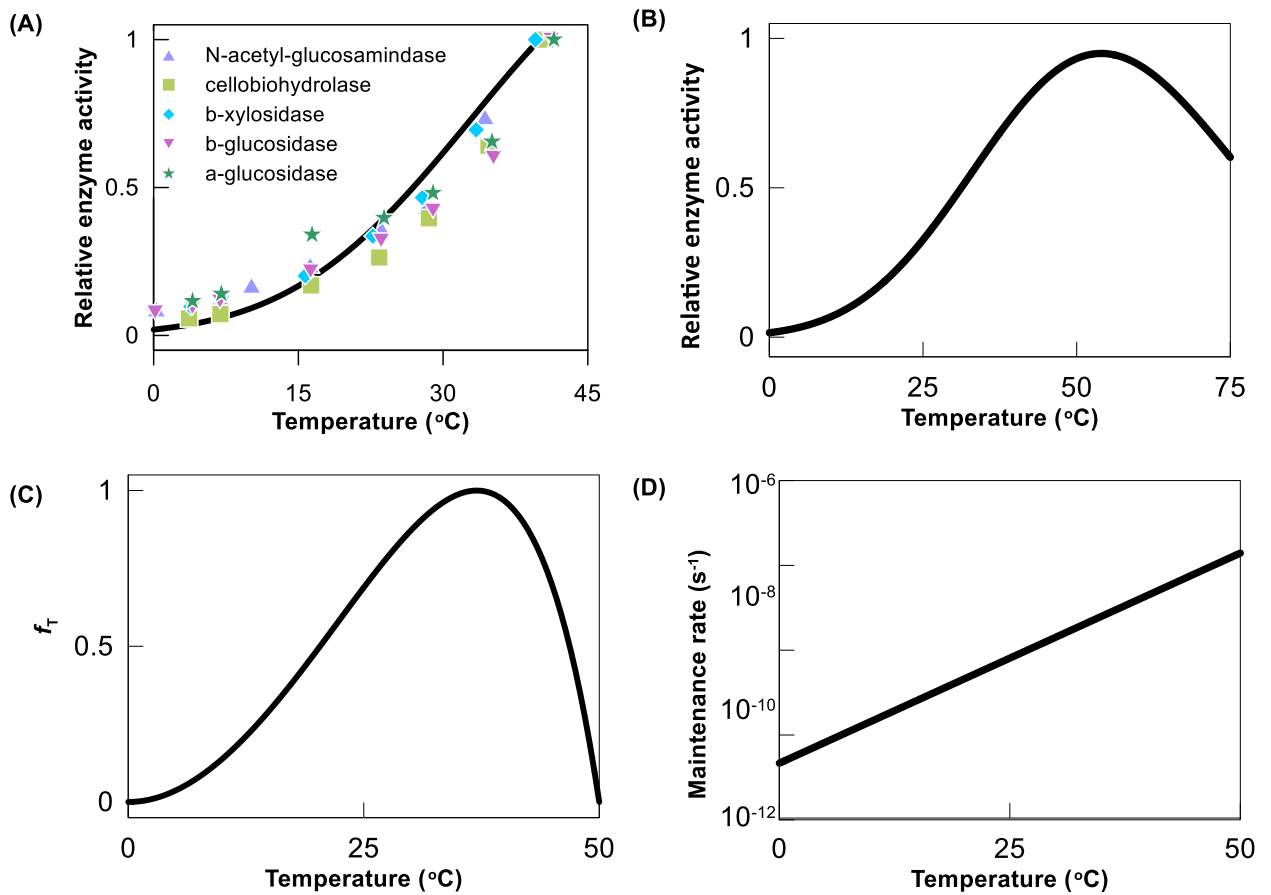 (A)
Relative enzyme activity
1
0.5
0
N-acetyl-glucosamindase
cellobiohydrolase
b-xylosidase
b-glucosidase
a-glucosidase
0 15 30 45
Temperature (°C)
(B)
Relative enzyme activity
1
0.5
0
0 25 50 75
Temperature (°C)
(C)
fT
1
0.5
0
0 25 50
Temperature (°C)
(D)
Maintenance rate (s-1)
10-6
10-8
10-10
10-12
0 25 50
Temperature (°C)